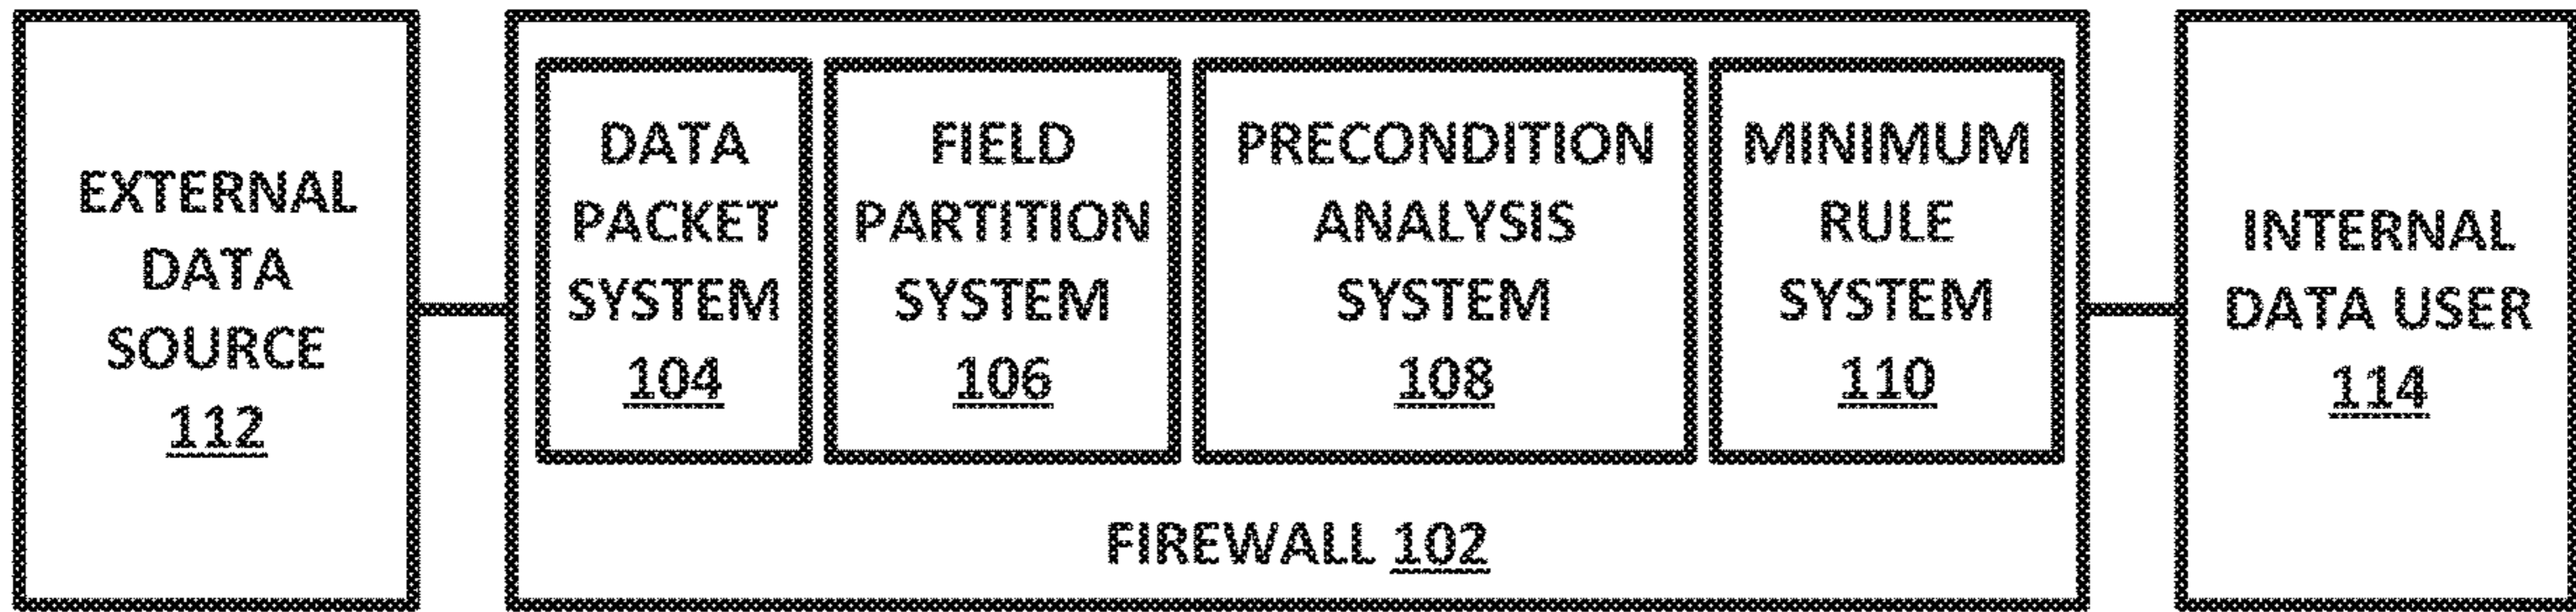 EXTERNAL
DATA
SOURCE
112
DATA
PACKET
SYSTEM
104
FIELD
PARTITION
SYSTEM
106
PRECONDITION
ANALYSIS
SYSTEM
108
MINIMUM
RULE
SYSTEM
110
FIREWALL 102
INTERNAL
DATA USER
114